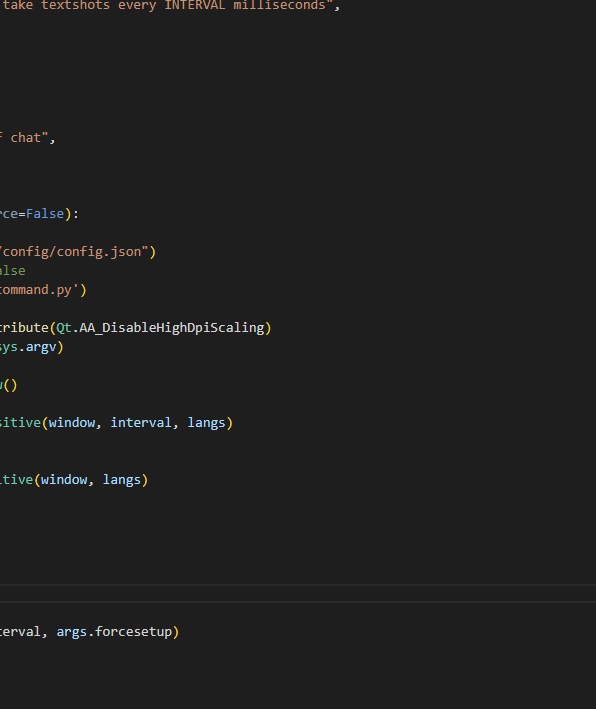 take textshots every INTERVAL milliseconds",
f chat",
rce=False):
/config/config.json")
alse
command.py')
tribute(Qt.AA_DisableHighDpiScaling)
sys.argv)
w()
sitive(window, interval, langs)
itive(window, langs)
terval, args.forcesetup)